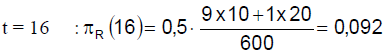 t = 16 : π_R (16) = 0,5 · (9 x 10 + 1 x 20) / 600 = 0,092